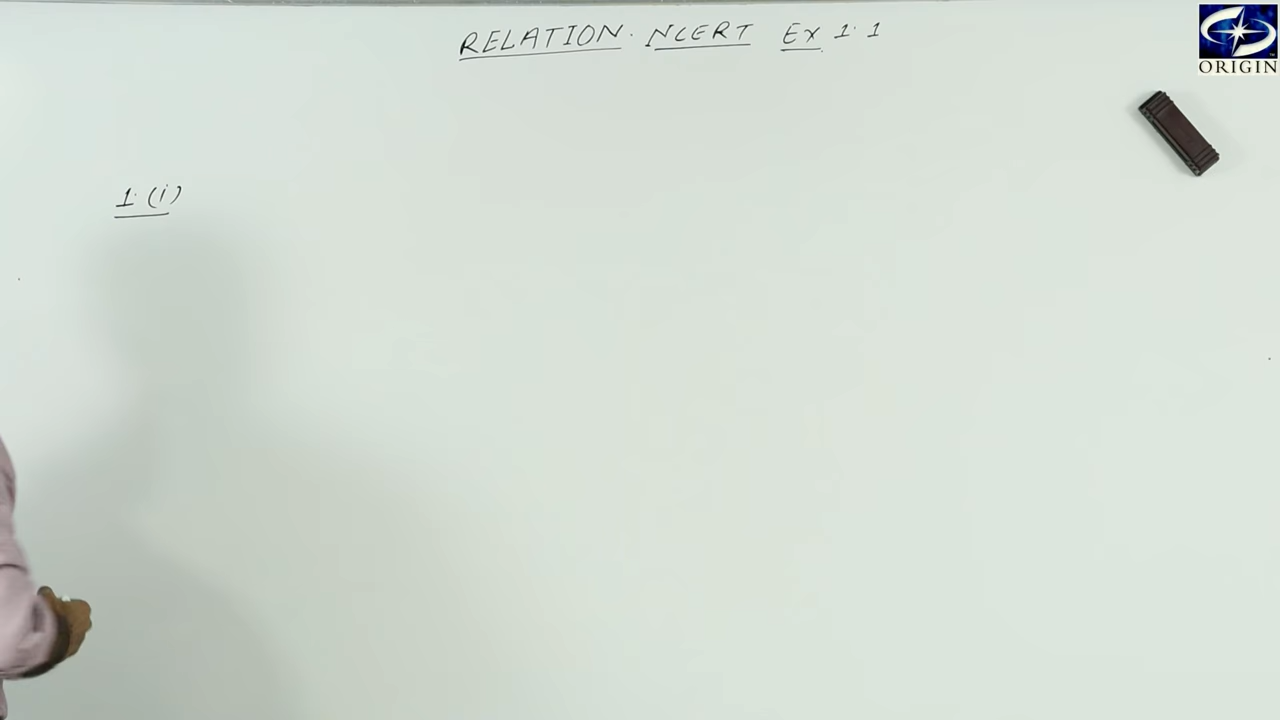 RELATION. NCERT Ex 1.1
ORIGIN
1. (i)